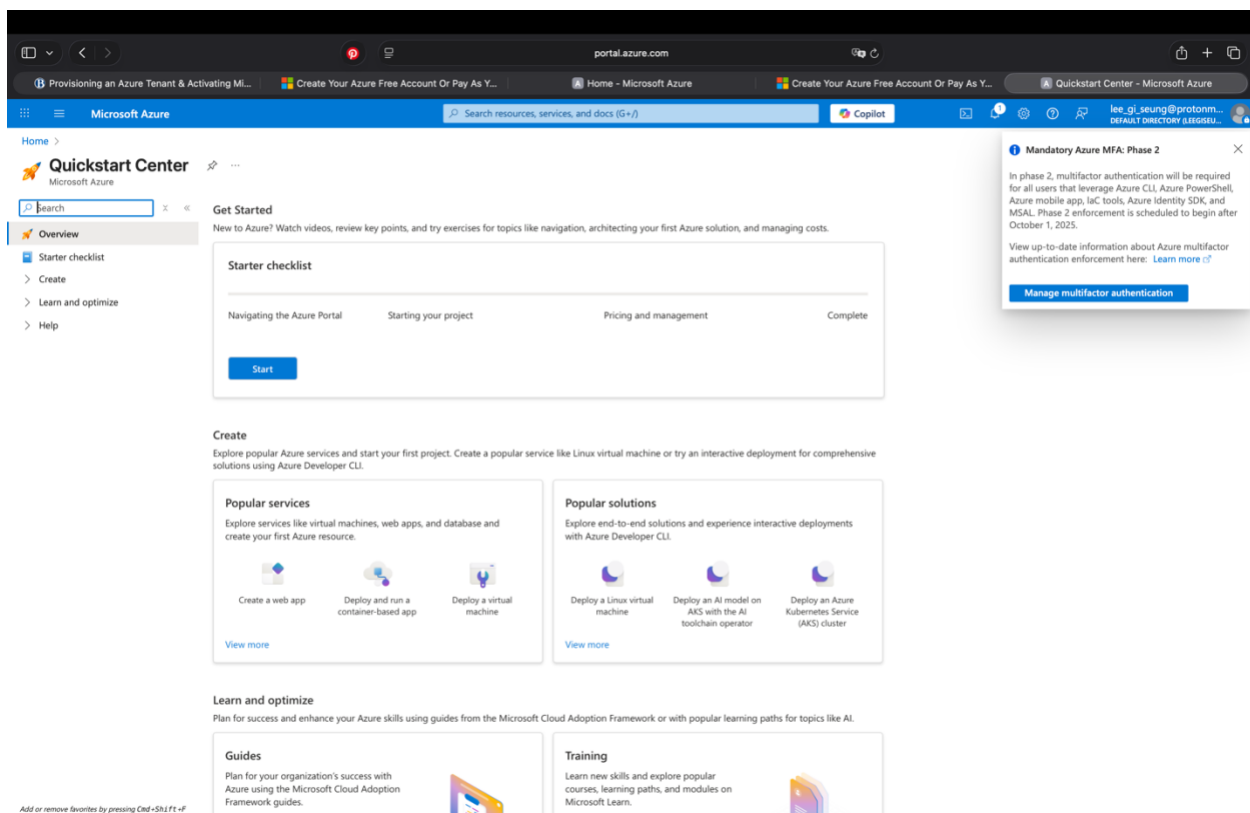 portal.azure.com
Provisioning an Azure Tenant & Activating Mi...
Create Your Azure Free Account Or Pay As Y...
Home - Microsoft Azure
Create Your Azure Free Account Or Pay As Y...
Quickstart Center - Microsoft Azure
Microsoft Azure
Search resources, services, and docs (G+/)
Copilot
1
lee_gi_seung@protonm...
DEFAULT DIRECTORY (LEEGISEU...
Home >
Quickstart Center
Microsoft Azure
Search
Overview
Starter checklist
Create
Learn and optimize
Help
Add or remove favorites by pressing Cmd+Shift+F
Get Started
New to Azure? Watch videos, review key points, and try exercises for topics like navigation, architecting your first Azure solution, and managing costs.
Starter checklist
Navigating the Azure Portal
Starting your project
Pricing and management
Complete
Start
Create
Explore popular Azure services and start your first project. Create a popular service like Linux virtual machine or try an interactive deployment for comprehensive
solutions using Azure Developer CLI.
Popular services
Explore services like virtual machines, web apps, and database and
create your first Azure resource.
Create a web app
Deploy and run a
container-based app
Deploy a virtual
machine
View more
Popular solutions
Explore end-to-end solutions and experience interactive deployments
with Azure Developer CLI.
Deploy a Linux virtual
machine
Deploy an AI model on
AKS with the AI
toolchain operator
Deploy an Azure
Kubernetes Service
(AKS) cluster
View more
Learn and optimize
Plan for success and enhance your Azure skills using guides from the Microsoft Cloud Adoption Framework or with popular learning paths for topics like AI.
Guides
Plan for your organization's success with
Azure using the Microsoft Cloud Adoption
Framework guides.
Training
Learn new skills and explore popular
courses, learning paths, and modules on
Microsoft Learn.
Mandatory Azure MFA: Phase 2
In phase 2, multifactor authentication will be required
for all users that leverage Azure CLI, Azure PowerShell,
Azure mobile app, IaC tools, Azure Identity SDK, and
MSAL. Phase 2 enforcement is scheduled to begin after
October 1, 2025.
View up-to-date information about Azure multifactor
authentication enforcement here: Learn more
Manage multifactor authentication